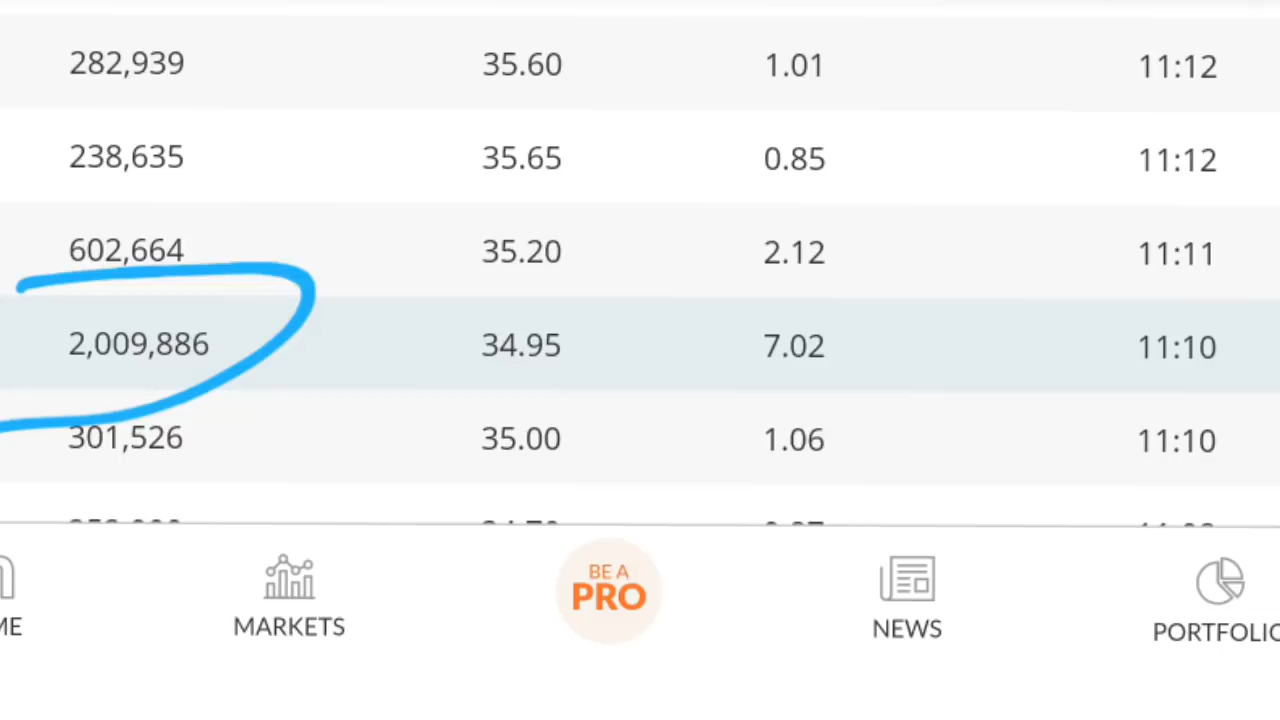 282,939 35.60 1.01 11:12
238,635 35.65 0.85 11:12
602,664 35.20 2.12 11:11
2,009,886 34.95 7.02 11:10
301,526 35.00 1.06 11:10
ME MARKETS BE A PRO NEWS PORTFOLIO